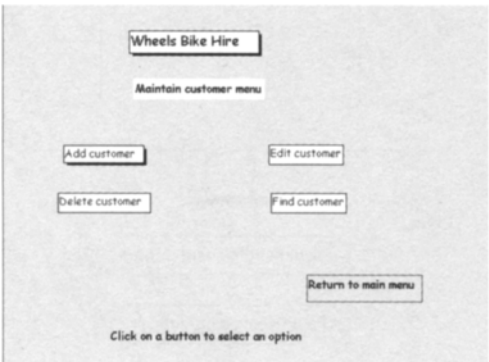 Wheels Bike Hire
Maintain customer menu
Add customer
Edit customer
Delete customer
Find customer
Return to main menu
Click on a button to select an option